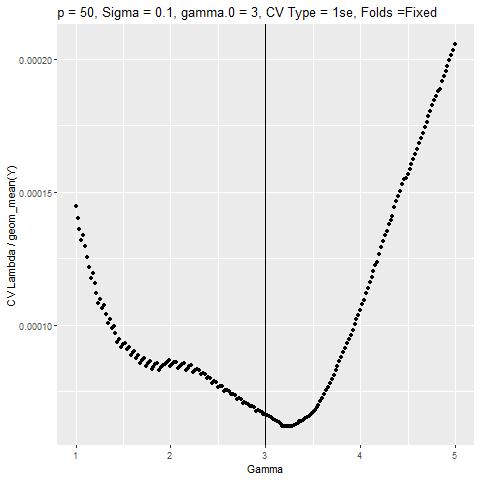 p = 50, Sigma = 0.1, gamma.0 = 3, CV Type = 1se, Folds =Fixed
0.00020
0.00015
0.00010
CV Lambda / geom_mean(Y)
1 2 3 4 5
Gamma